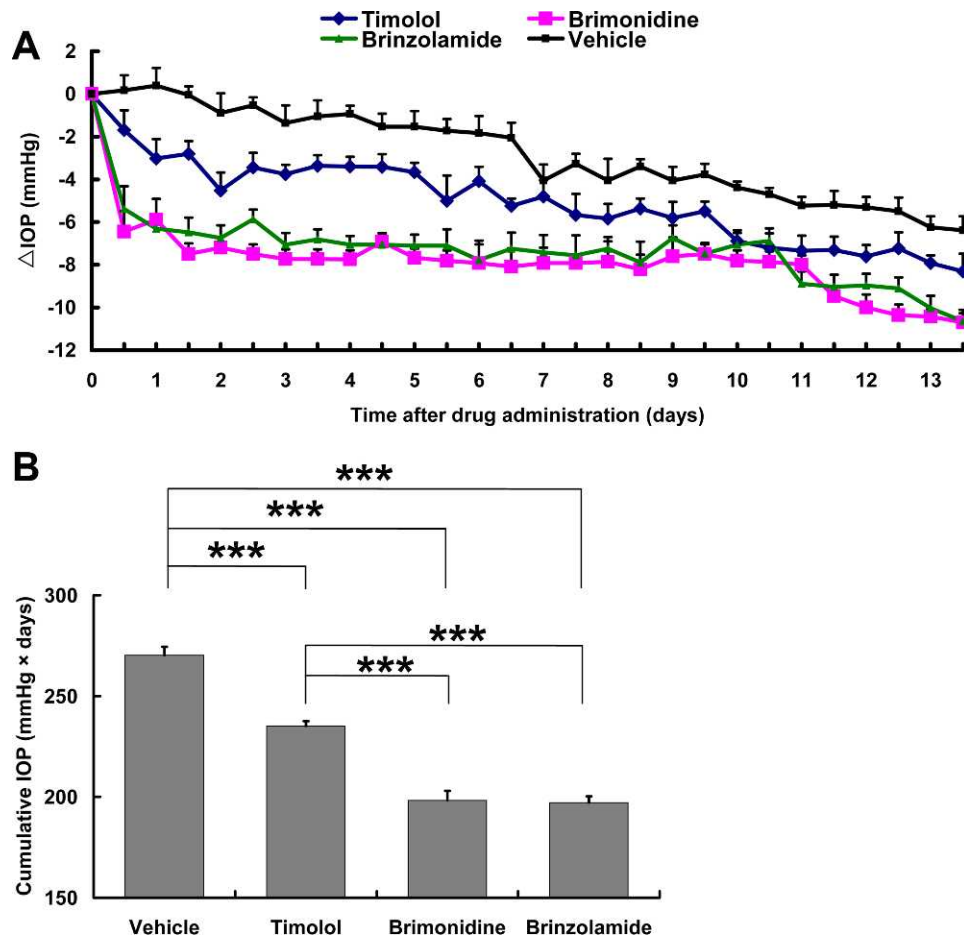 A
Timolol Brimonidine
Brinzolamide Vehicle
2
0
-2
-4
-6
-8
-10
-12
△IOP (mmHg)
0 1 2 3 4 5 6 7 8 9 10 11 12 13
Time after drug administration (days)
B
***
***
***
***
***
300
250
200
150
Cumulative IOP (mmHg × days)
Vehicle Timolol Brimonidine Brinzolamide